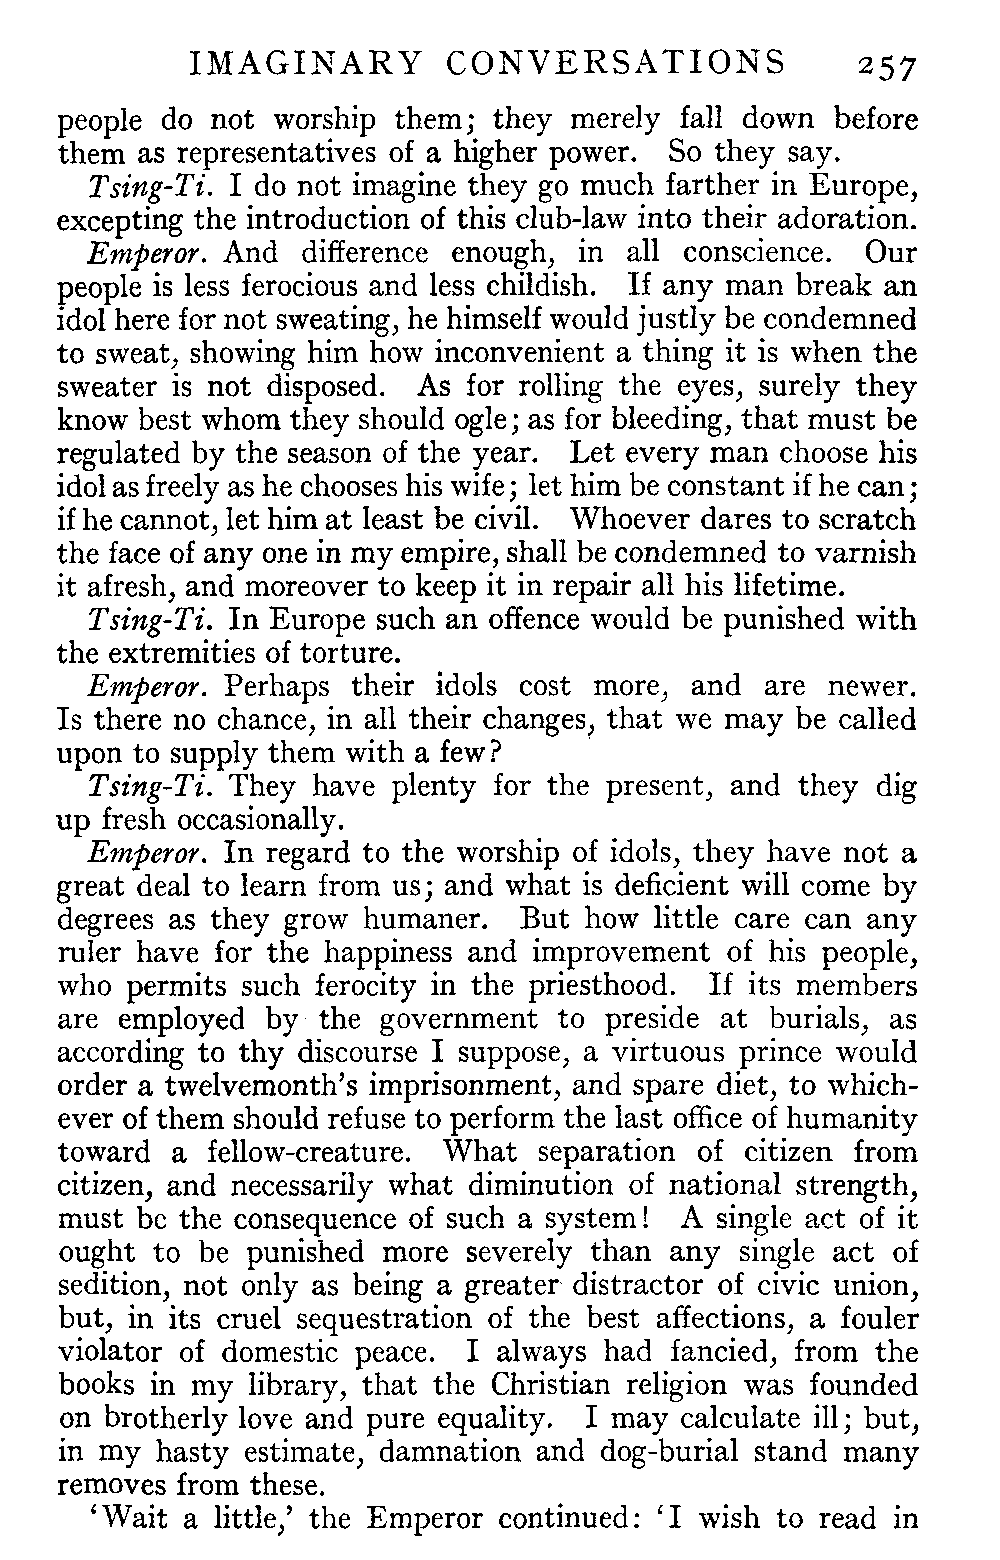 IMAGINARY CONVERSATIONS 257
people do not worship them; they merely fall down before
them as representatives of a higher power. So they say.
Tsing-Ti. I do not imagine they go much farther in Europe,
excepting the introduction of this club-law into their adoration.
Emperor. And difference enough, in all conscience. Our
people is less ferocious and less childish. If any man break an
idol here for not sweating, he himself would justly be condemned
to sweat, showing him how inconvenient a thing it is when the
sweater is not disposed. As for rolling the eyes, surely they
know best whom they should ogle; as for bleeding, that must be
regulated by the season of the year. Let every man choose his
idol as freely as he chooses his wife; let him be constant if he can;
if he cannot, let him at least be civil. Whoever dares to scratch
the face of any one in my empire, shall be condemned to varnish
it afresh, and moreover to keep it in repair all his lifetime.
Tsing-Ti. In Europe such an offence would be punished with
the extremities of torture.
Emperor. Perhaps their idols cost more, and are newer.
Is there no chance, in all their changes, that we may be called
upon to supply them with a few?
Tsing-Ti. They have plenty for the present, and they dig
up fresh occasionally.
Emperor. In regard to the worship of idols, they have not a
great deal to learn from us; and what is deficient will come by
degrees as they grow humaner. But how little care can any
ruler have for the happiness and improvement of his people,
who permits such ferocity in the priesthood. If its members
are employed by the government to preside at burials, as
according to thy discourse I suppose, a virtuous prince would
order a twelvemonth's imprisonment, and spare diet, to which-
ever of them should refuse to perform the last office of humanity
toward a fellow-creature. What separation of citizen from
citizen, and necessarily what diminution of national strength,
must be the consequence of such a system! A single act of it
ought to be punished more severely than any single act of
sedition, not only as being a greater distractor of civic union,
but, in its cruel sequestration of the best affections, a fouler
violator of domestic peace. I always had fancied, from the
books in my library, that the Christian religion was founded
on brotherly love and pure equality. I may calculate ill; but,
in my hasty estimate, damnation and dog-burial stand many
removes from these.
'Wait a little,' the Emperor continued: 'I wish to read in